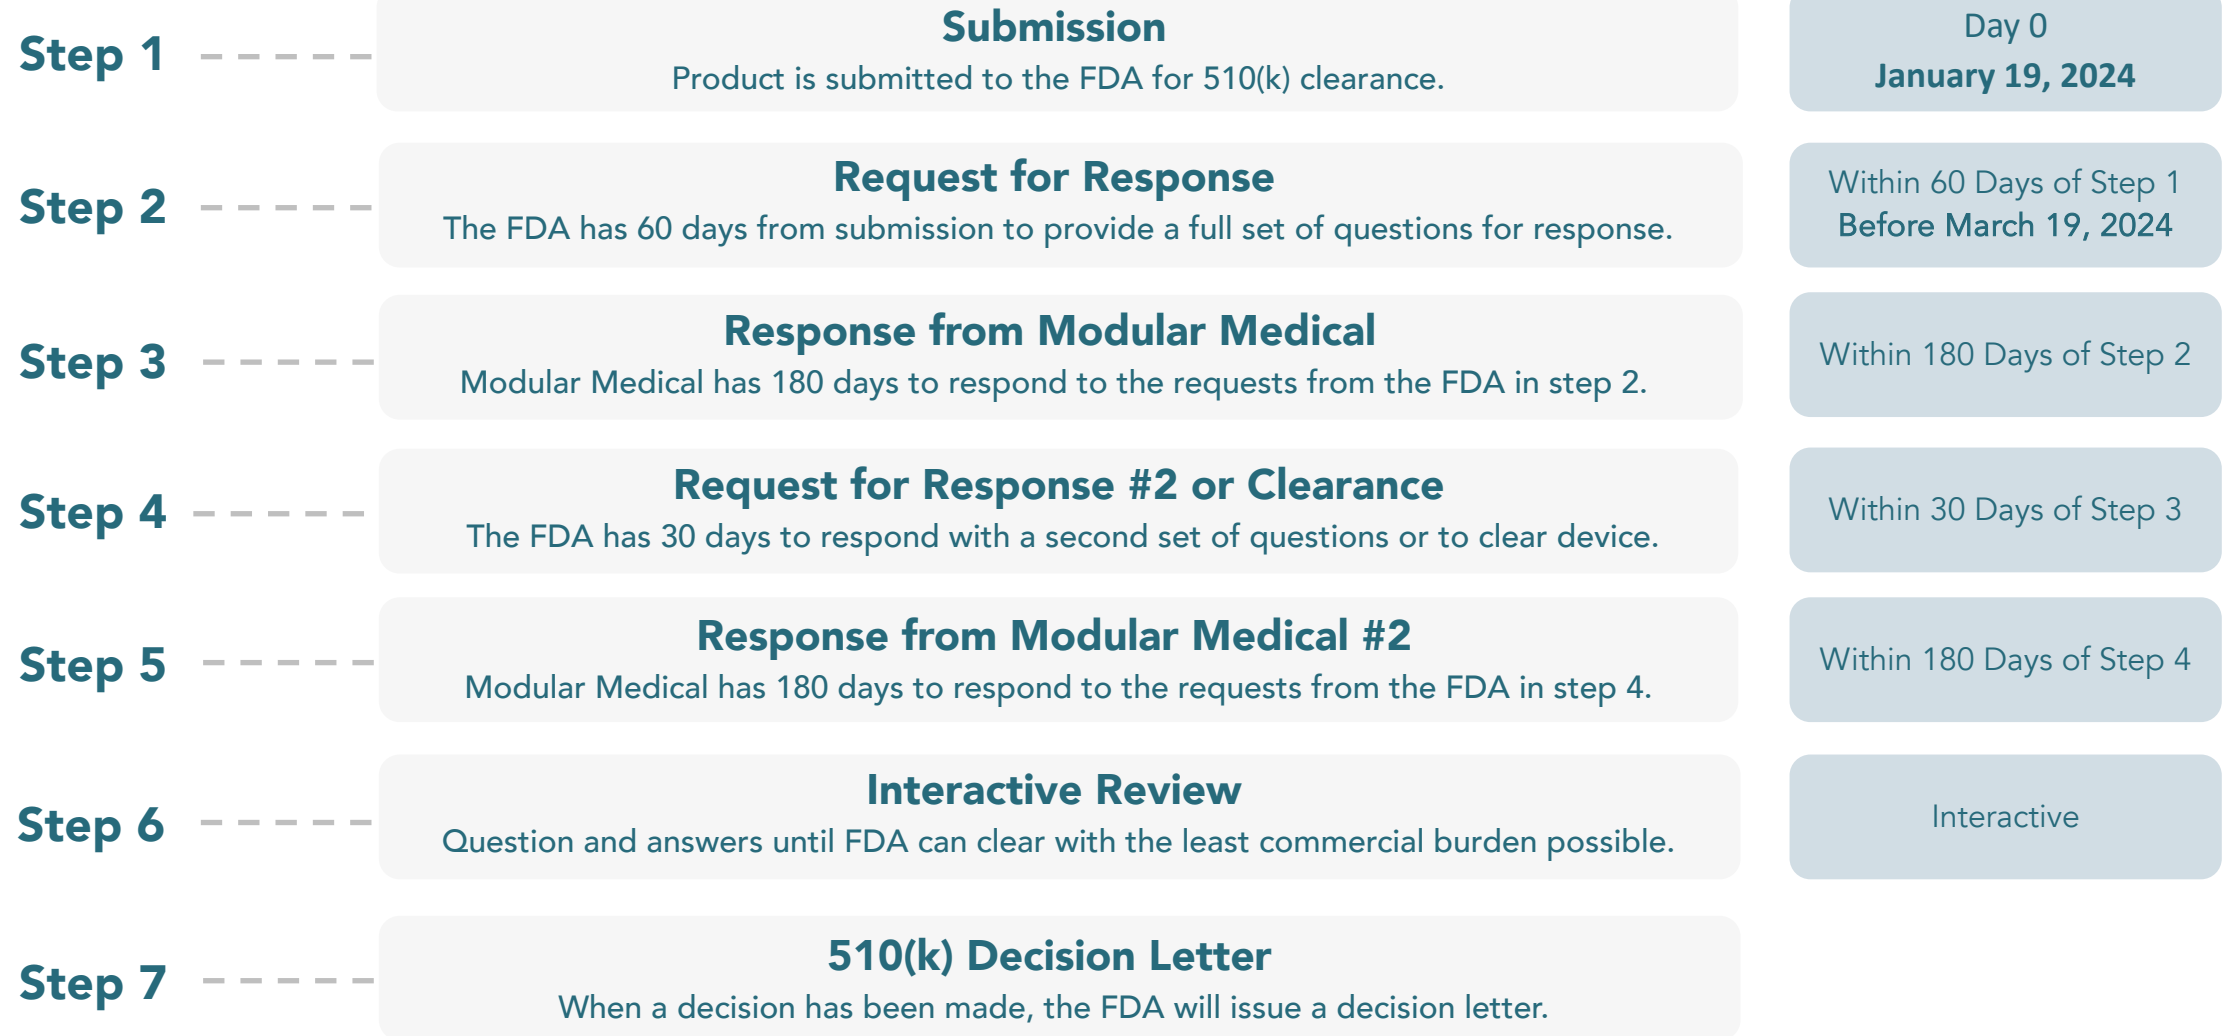 Step 1
Submission
Product is submitted to the FDA for 510(k) clearance.
Day 0
January 19, 2024
Step 2
Request for Response
The FDA has 60 days from submission to provide a full set of questions for response.
Within 60 Days of Step 1
Before March 19, 2024
Step 3
Response from Modular Medical
Modular Medical has 180 days to respond to the requests from the FDA in step 2.
Within 180 Days of Step 2
Step 4
Request for Response #2 or Clearance
The FDA has 30 days to respond with a second set of questions or to clear device.
Within 30 Days of Step 3
Step 5
Response from Modular Medical #2
Modular Medical has 180 days to respond to the requests from the FDA in step 4.
Within 180 Days of Step 4
Step 6
Interactive Review
Question and answers until FDA can clear with the least commercial burden possible.
Interactive
Step 7
510(k) Decision Letter
When a decision has been made, the FDA will issue a decision letter.